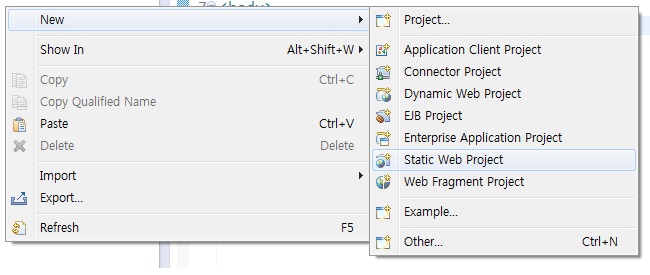 <body>
New
Show In Alt+Shift+W
Copy Ctrl+C
Copy Qualified Name
Paste Ctrl+V
Delete Delete
Import
Export...
Refresh F5
Project...
Application Client Project
Connector Project
Dynamic Web Project
EJB Project
Enterprise Application Project
Static Web Project
Web Fragment Project
Example...
Other... Ctrl+N